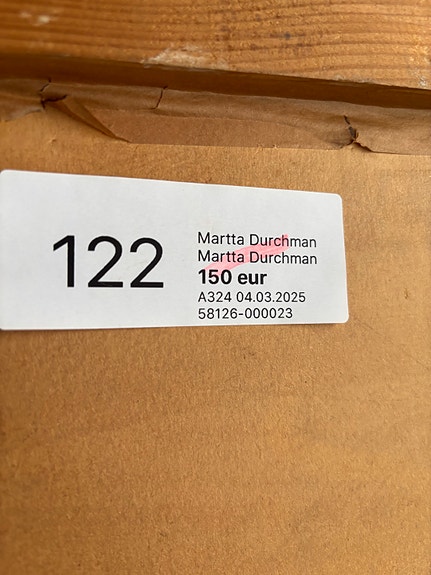 122
Martta Durchman
Martta Durchman
150 eur
A324 04.03.2025
58126-000023